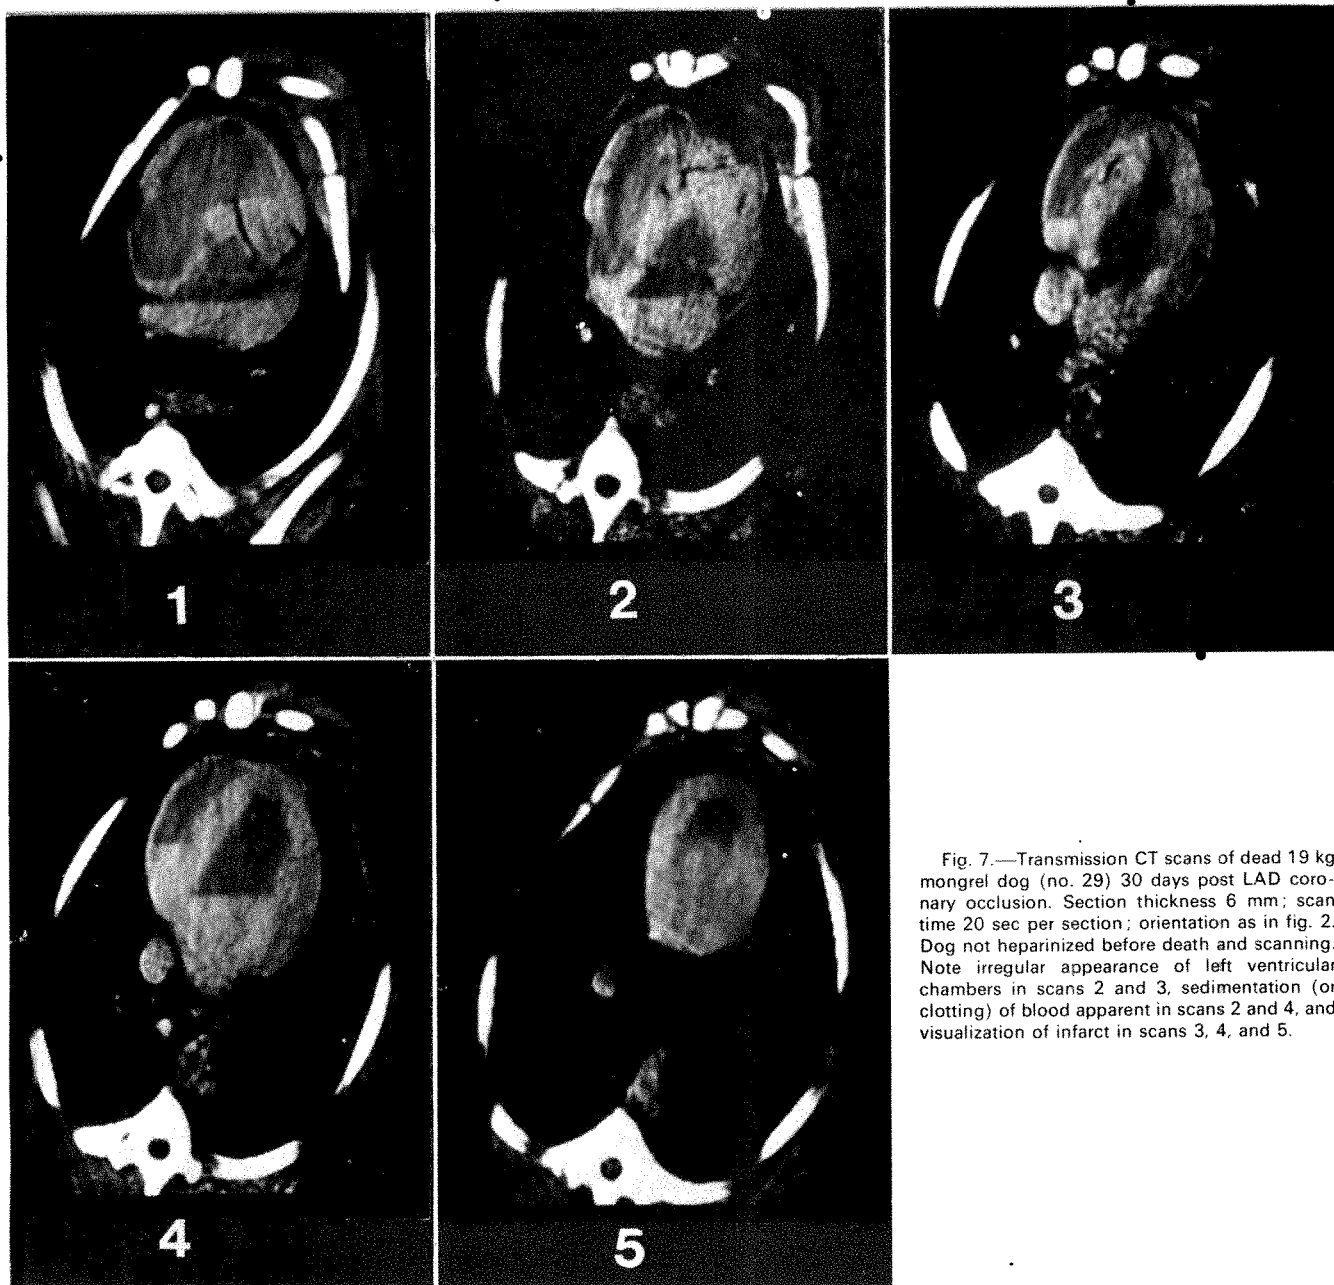 1
2
3
4
5
Fig. 7.—Transmission CT scans of dead 19 kg
mongrel dog (no. 29) 30 days post LAD coro-
nary occlusion. Section thickness 6 mm; scan
time 20 sec per section; orientation as in fig. 2.
Dog not heparinized before death and scanning.
Note irregular appearance of left ventricular
chambers in scans 2 and 3, sedimentation (or
clotting) of blood apparent in scans 2 and 4, and
visualization of infarct in scans 3, 4, and 5.